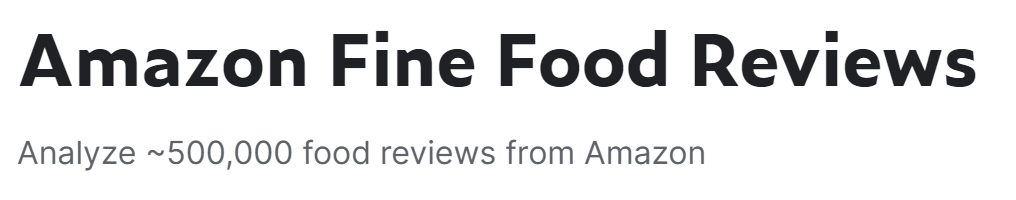 Amazon Fine Food Reviews
Analyze ~500,000 food reviews from Amazon